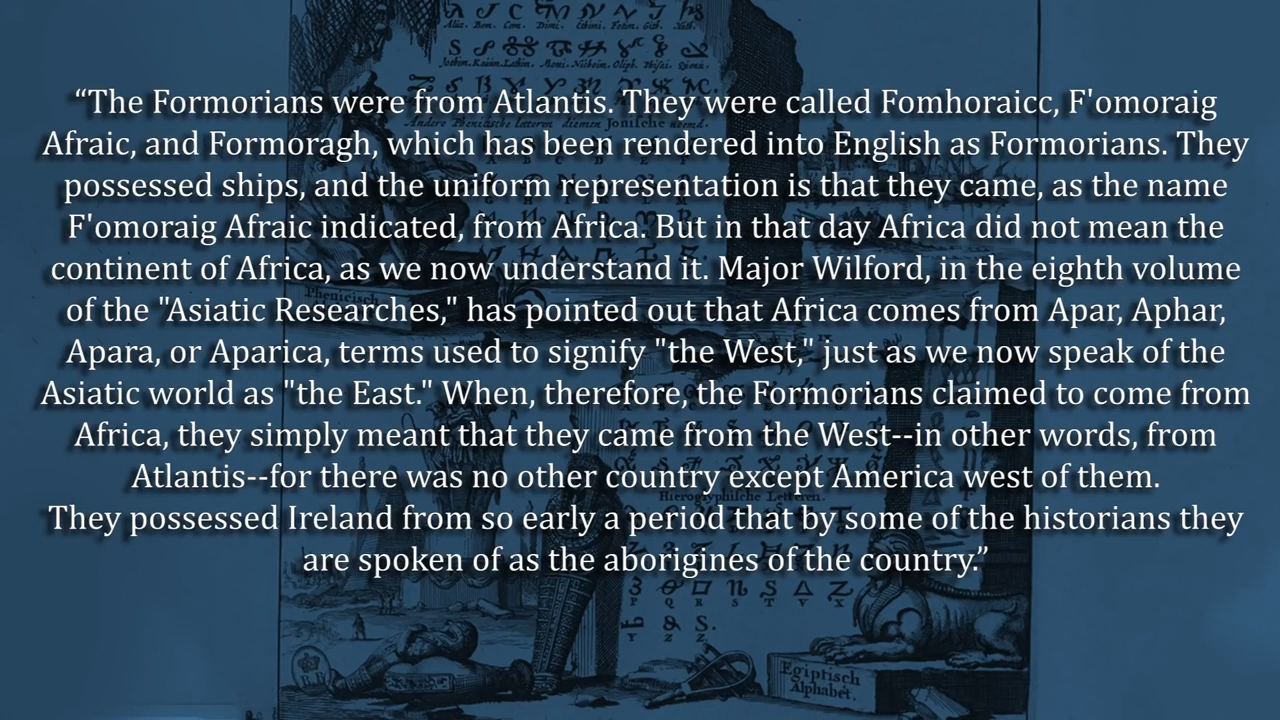 “The Formorians were from Atlantis. They were called Fomhoraicc, F'omoraig
Afraic, and Formoragh, which has been rendered into English as Formorians. They
possessed ships, and the uniform representation is that they came, as the name
F'omoraig Afraic indicated, from Africa. But in that day Africa did not mean the
continent of Africa, as we now understand it. Major Wilford, in the eighth volume
of the "Asiatic Researches," has pointed out that Africa comes from Apar, Aphar,
Apara, or Aparica, terms used to signify "the West," just as we now speak of the
Asiatic world as "the East." When, therefore, the Formorians claimed to come from
Africa, they simply meant that they came from the West--in other words, from
Atlantis--for there was no other country except America west of them.
They possessed Ireland from so early a period that by some of the historians they
are spoken of as the aborigines of the country.”
Hieroglyphische Letteren.
P Q R S T V X
Y Z Z.
Egiptisch
Alphabet.